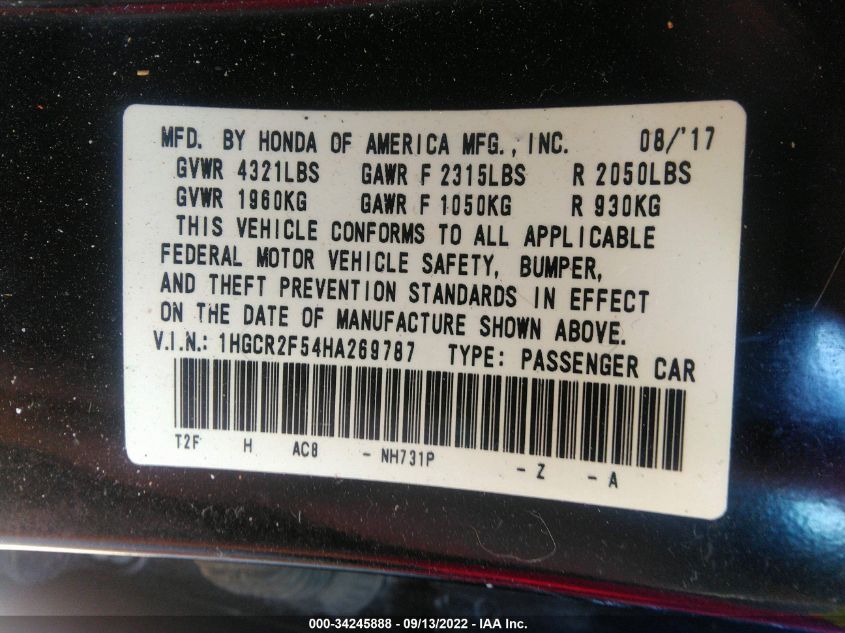 MFD. BY HONDA OF AMERICA MFG., INC. 08/'17
GVWR 4321LBS GAWR F 2315LBS R 2050LBS
GVWR 1960KG GAWR F 1050KG R 930KG
THIS VEHICLE CONFORMS TO ALL APPLICABLE
FEDERAL MOTOR VEHICLE SAFETY, BUMPER,
AND THEFT PREVENTION STANDARDS IN EFFECT
ON THE DATE OF MANUFACTURE SHOWN ABOVE.
V.I.N.: 1HGCR2F54HA269787 TYPE: PASSENGER CAR
T2F H AC8 - NH731P - Z - A
000-34245888 - 09/13/2022 - IAA Inc.